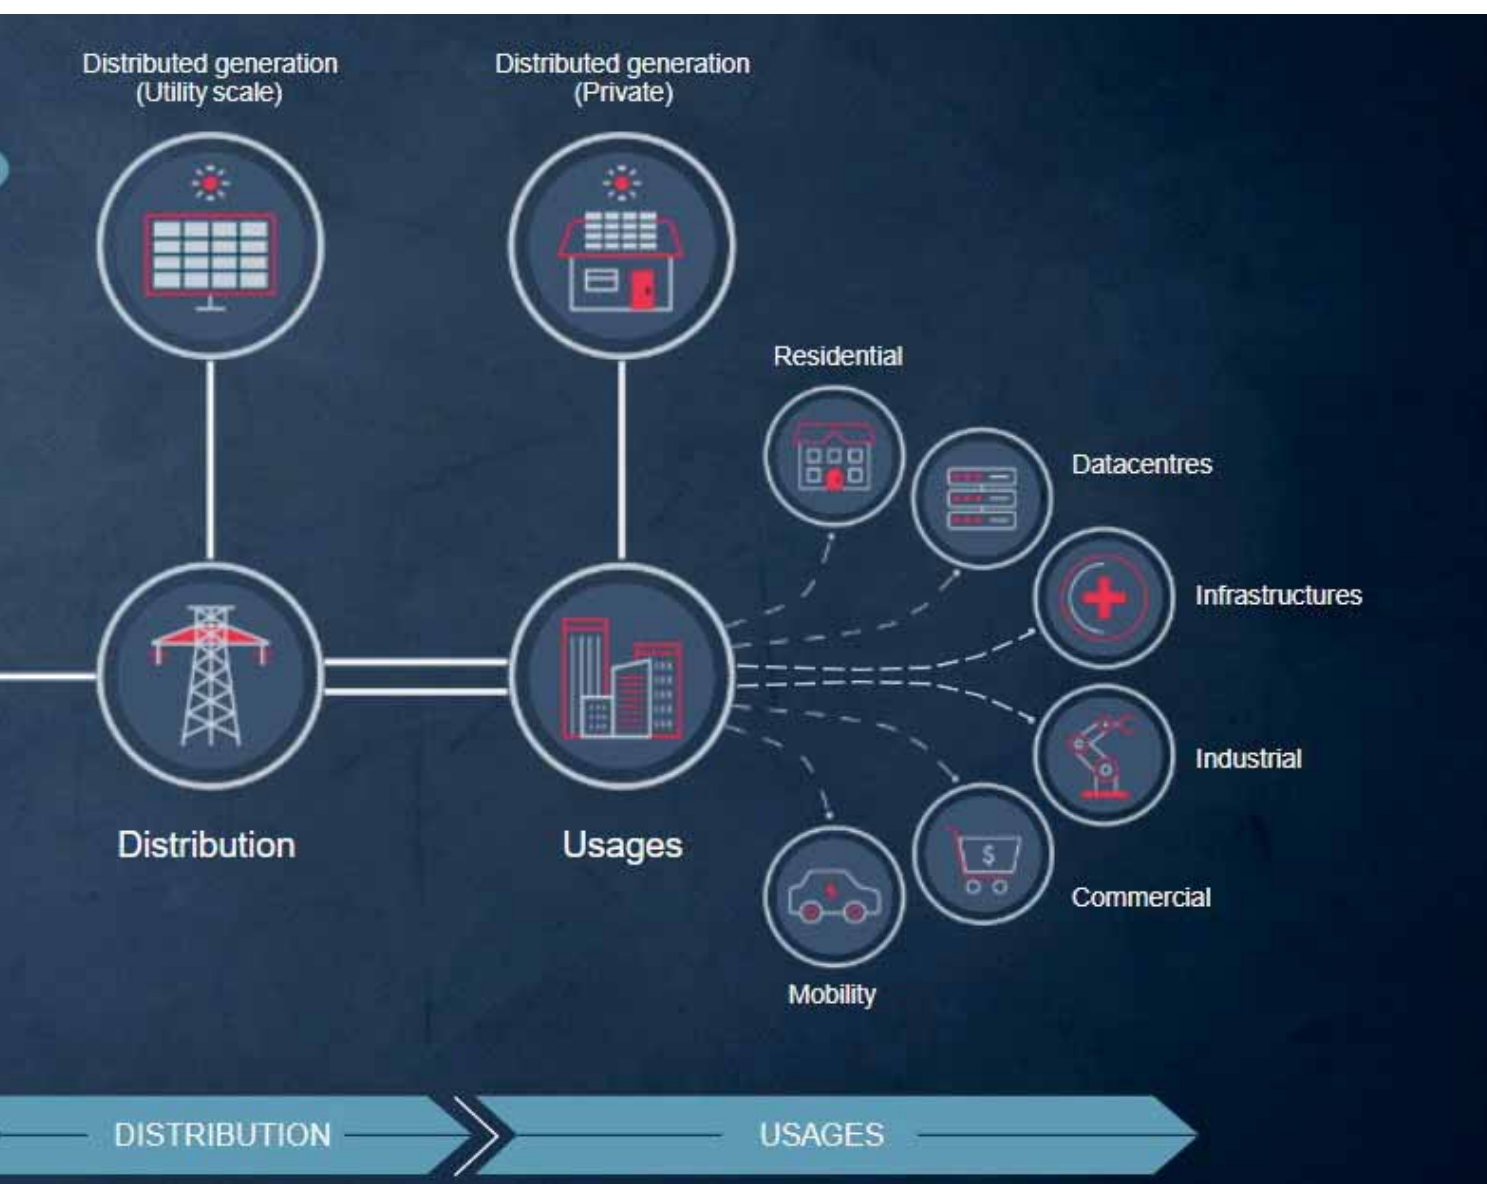 Distributed generation
(Utility scale)
Distributed generation
(Private)
Residential
Datacentres
Infrastructures
Industrial
Distribution
Usages
Commercial
$
Mobility
DISTRIBUTION
USAGES